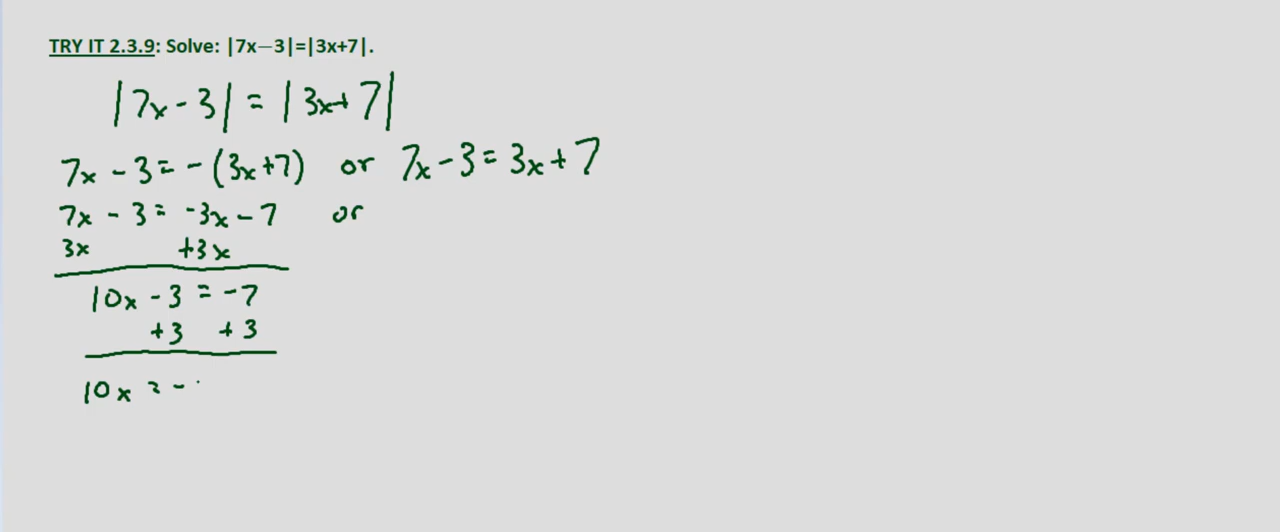 TRY IT 2.3.9: Solve: |7x−3|=|3x+7|.
|7x - 3| = |3x+7|
7x - 3 = - (3x+7) or 7x - 3 = 3x + 7
7x - 3 = -3x - 7 or
3x +3x
10x - 3 = -7
+3 +3
10x = -